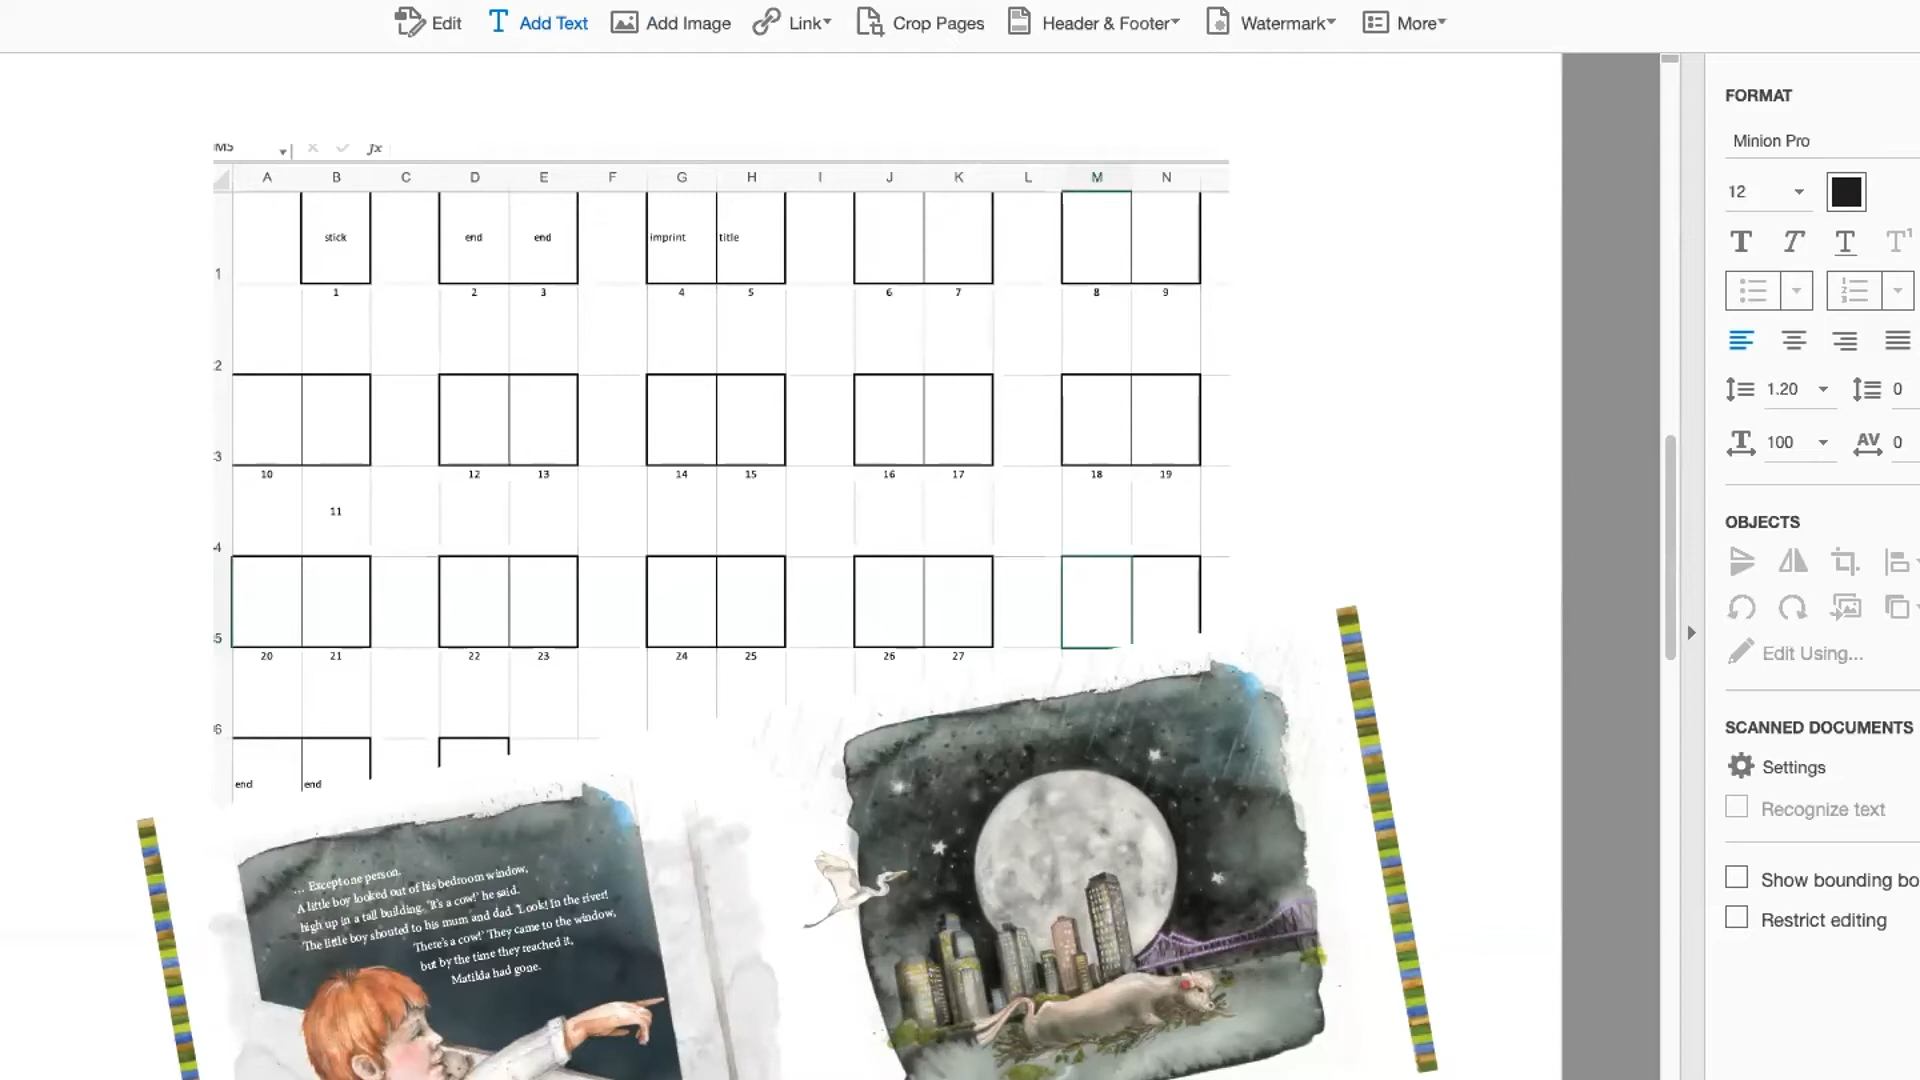 Edit Add Text Add Image Link Crop Pages Header & Footer Watermark More
FORMAT
Minion Pro
12
1.20 0
100 0
OBJECTS
Edit Using...
SCANNED DOCUMENTS
Settings
Recognize text
Show bounding bo
Restrict editing
M5 fx
A B C D E F G H I J K L M N
stick end end imprint title
1
1 2 3 4 5 6 7 8 9
2
3
10 12 13 14 15 16 17 18 19
11
4
5
20 21 22 23 24 25 26 27
6
end end
... Except one person.
A little boy looked out of his bedroom window,
high up in a tall building. 'It's a cow!' he said.
The little boy shouted to his mum and dad. 'Look! In the river!
There's a cow!' They came to the window,
but by the time they reached it,
Matilda had gone.